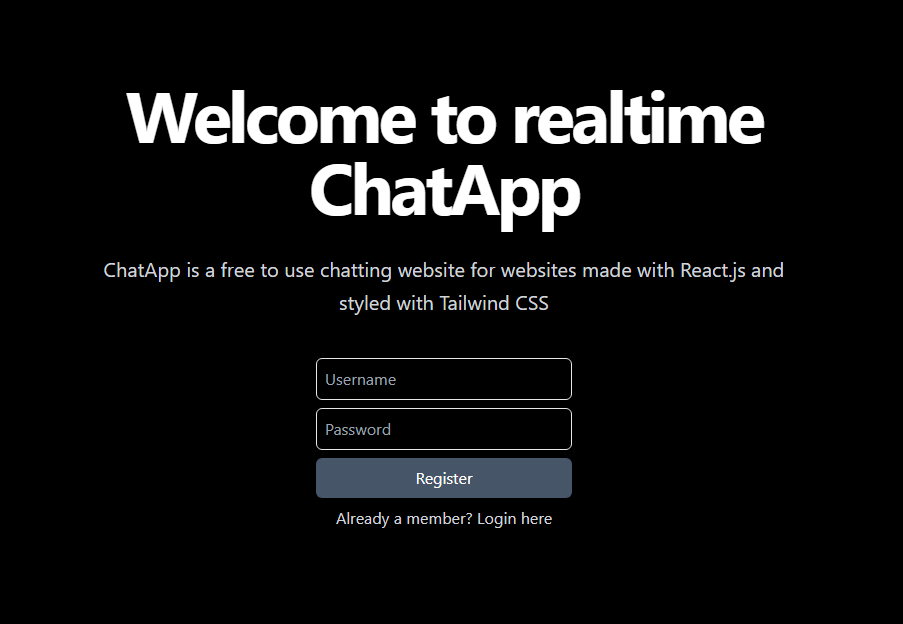 Welcome to realtime
ChatApp
ChatApp is a free to use chatting website for websites made with React.js and
styled with Tailwind CSS
Username
Password
Register
Already a member? Login here